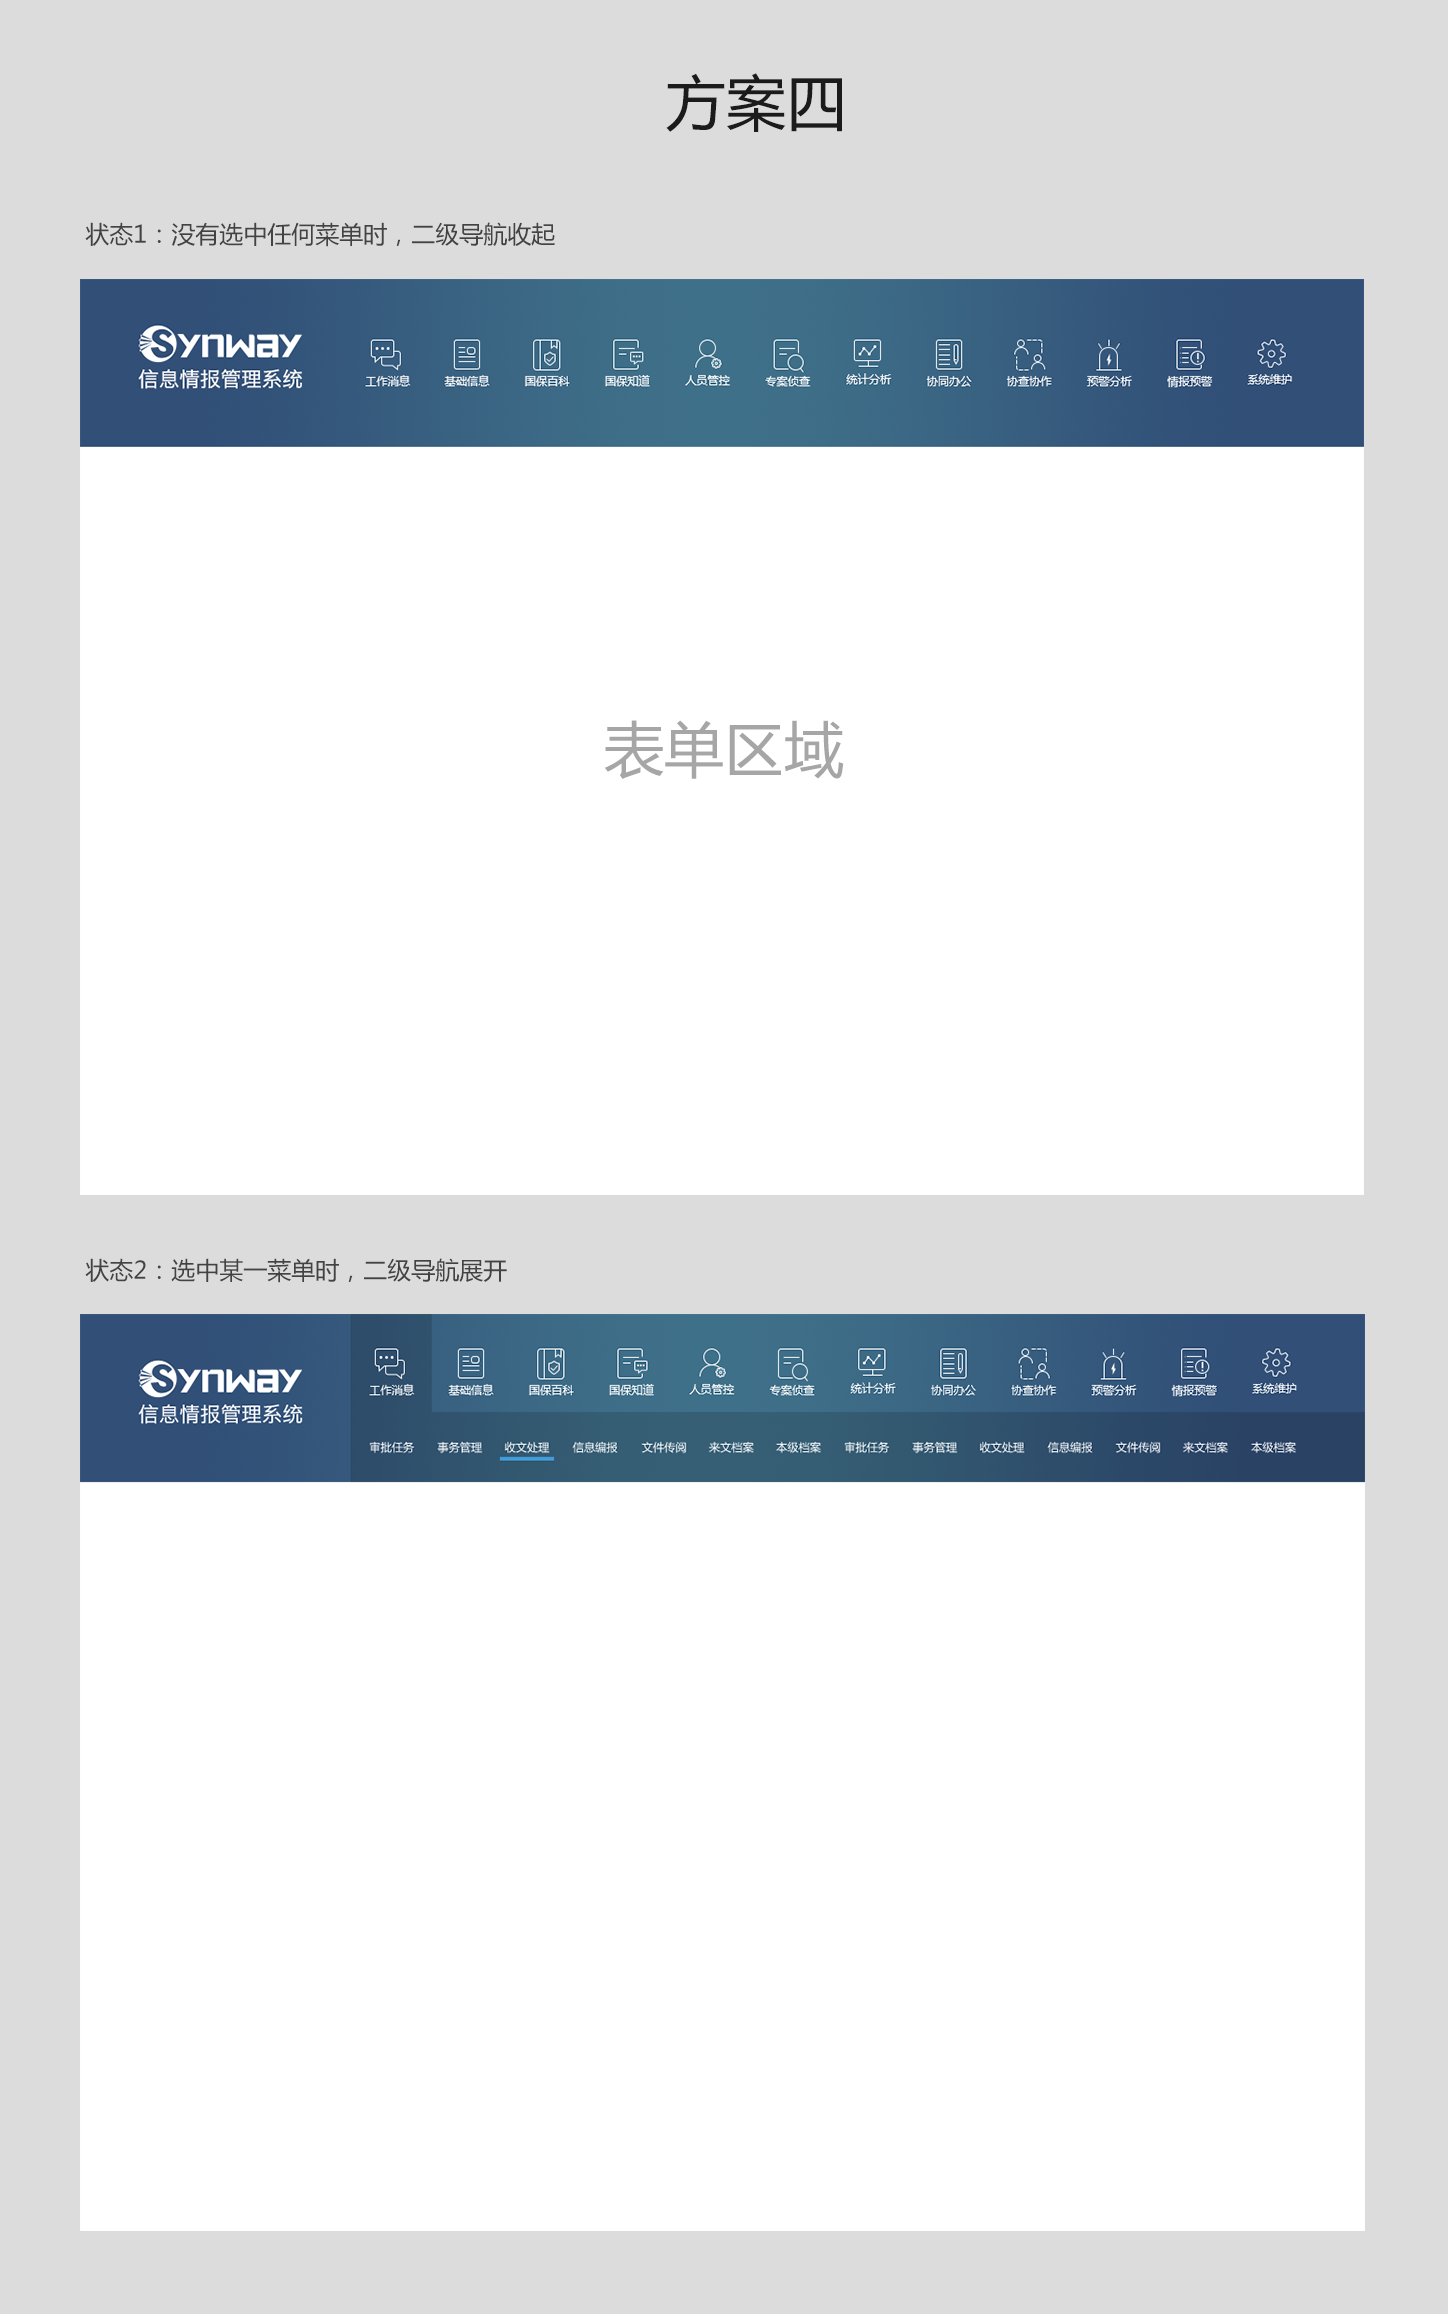 方案四
状态1：没有选中任何菜单时，二级导航收起
Synway
信息情报管理系统
工作消息 基础信息 国保百科 国保知道 人员管控 专案侦查 统计分析 协同办公 协查协作 预警分析 情报预警 系统维护
表单区域
状态2：选中某一菜单时，二级导航展开
Synway
信息情报管理系统
工作消息 基础信息 国保百科 国保知道 人员管控 专案侦查 统计分析 协同办公 协查协作 预警分析 情报预警 系统维护
审批任务 事务管理 收文处理 信息编报 文件传阅 来文档案 本级档案 审批任务 事务管理 收文处理 信息编报 文件传阅 来文档案 本级档案